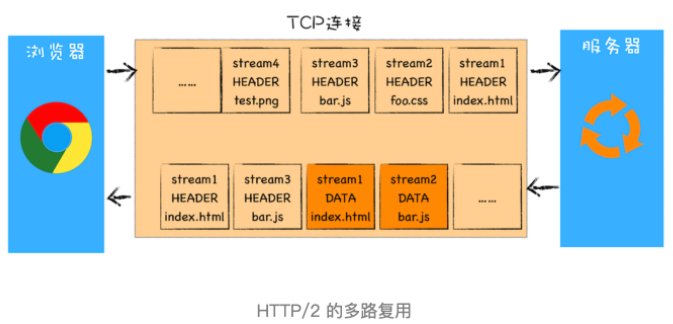 TCP连接
浏览器
服务器
……
stream4
HEADER
test.png
stream3
HEADER
bar.js
stream2
HEADER
foo.css
stream1
HEADER
index.html
stream1
HEADER
index.html
stream3
HEADER
bar.js
stream1
DATA
index.html
stream2
DATA
bar.js
……
HTTP/2 的多路复用